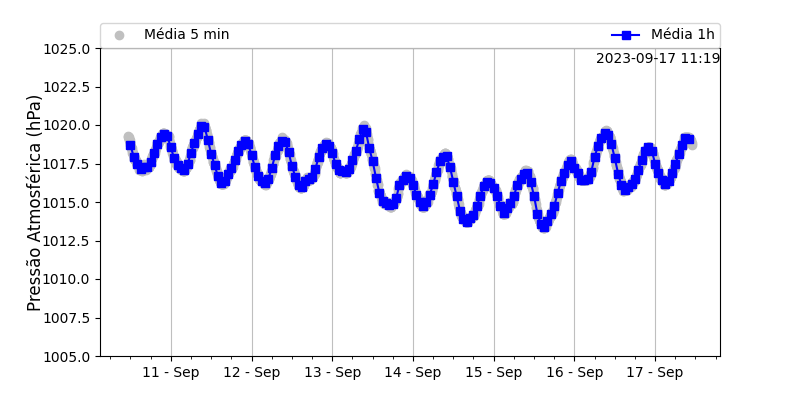 Média 5 min
Média 1h
2023-09-17 11:19
Pressão Atmosférica (hPa)
1025.0
1022.5
1020.0
1017.5
1015.0
1012.5
1010.0
1007.5
1005.0
11 - Sep
12 - Sep
13 - Sep
14 - Sep
15 - Sep
16 - Sep
17 - Sep